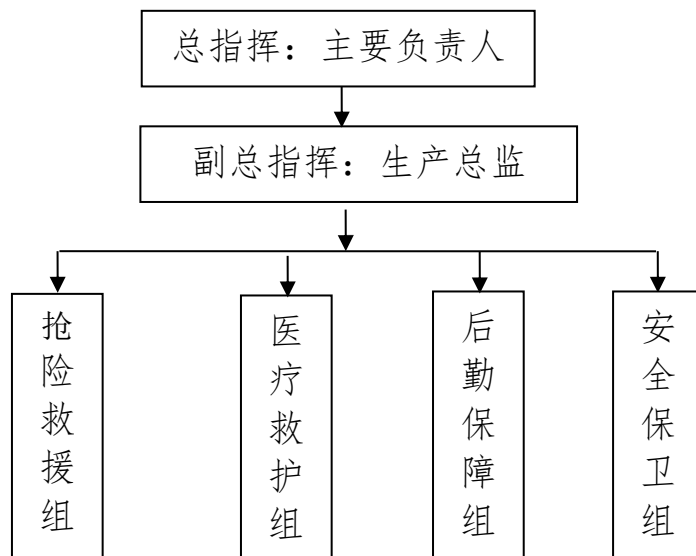 总指挥：主要负责人
副总指挥：生产总监
抢险救援组
医疗救护组
后勤保障组
安全保卫组